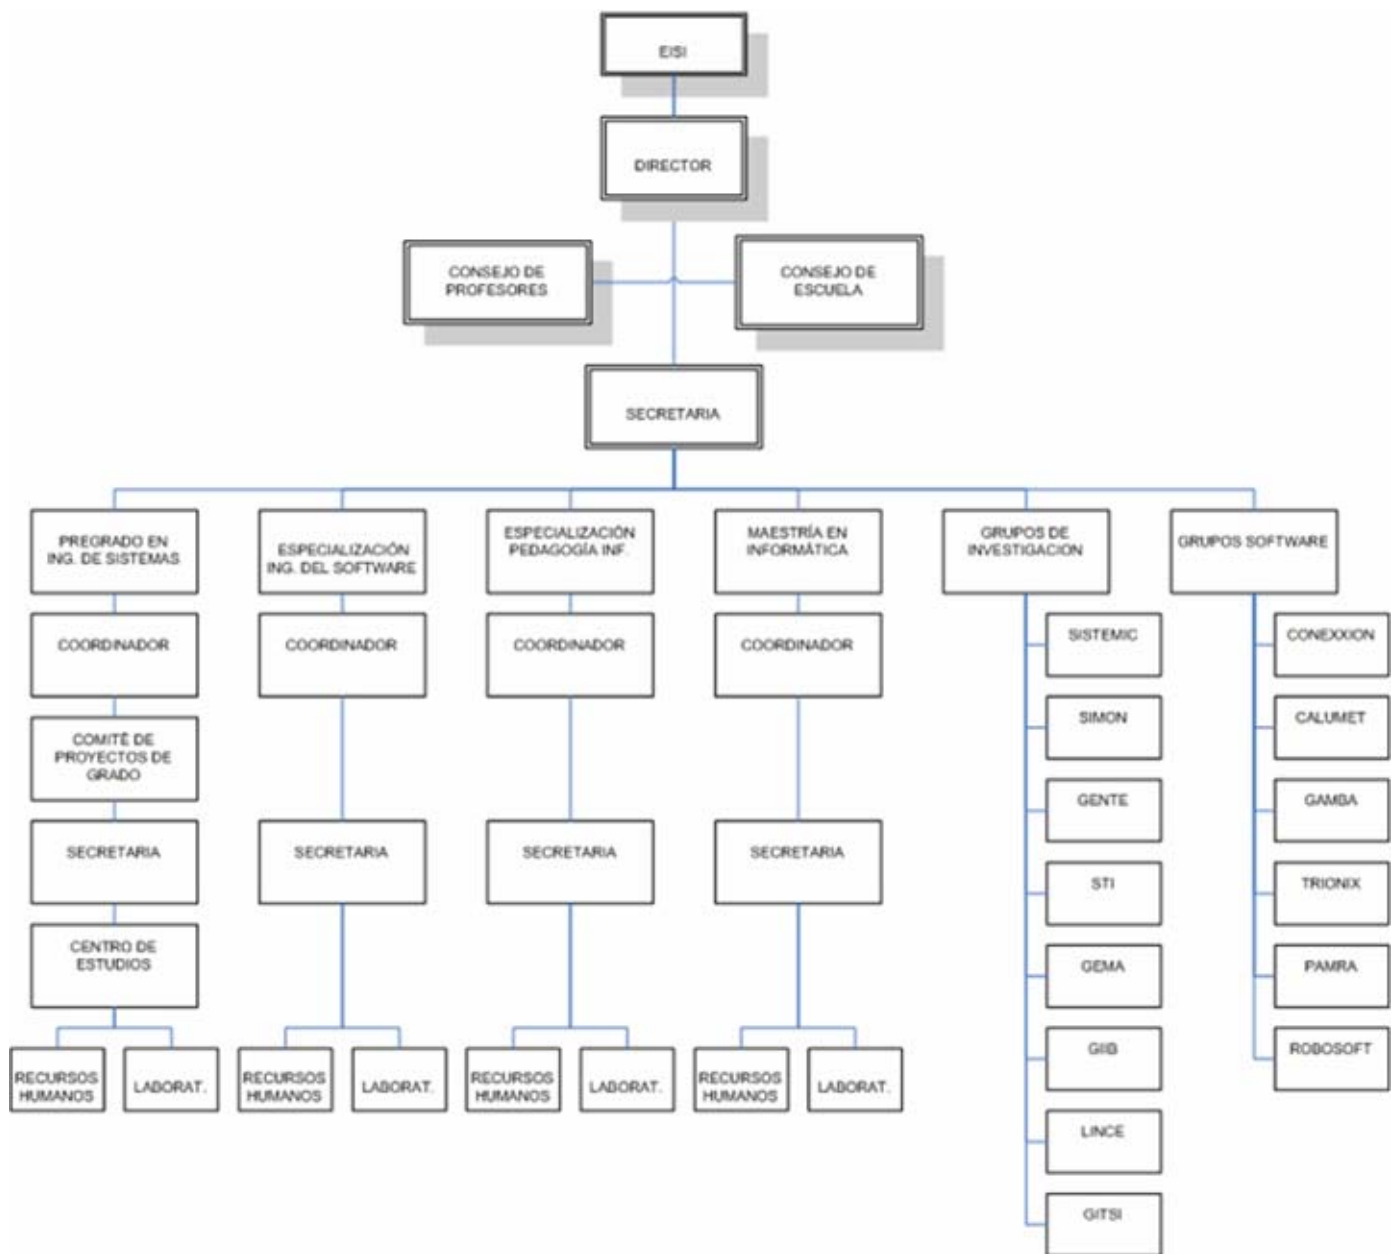 EISI
DIRECTOR
CONSEJO DE
PROFESORES
CONSEJO DE
ESCUELA
SECRETARIA
PREGRADO EN
ING. DE SISTEMAS
ESPECIALIZACIÓN
ING. DEL SOFTWARE
ESPECIALIZACIÓN
PEDAGOGÍA INF.
MAESTRÍA EN
INFORMÁTICA
GRUPOS DE
INVESTIGACION
GRUPOS SOFTWARE
COORDINADOR
COORDINADOR
COORDINADOR
COORDINADOR
COMITÉ DE
PROYECTOS DE
GRADO
SECRETARIA
SECRETARIA
SECRETARIA
SECRETARIA
CENTRO DE
ESTUDIOS
RECURSOS
HUMANOS
LABORAT.
RECURSOS
HUMANOS
LABORAT.
RECURSOS
HUMANOS
LABORAT.
RECURSOS
HUMANOS
LABORAT.
SISTEMIC
SIMON
GENTE
STI
GEMA
GIIB
LINCE
GITSI
CONEXXION
CALUMET
GAMBA
TRIONIX
PAMRA
ROBOSOFT